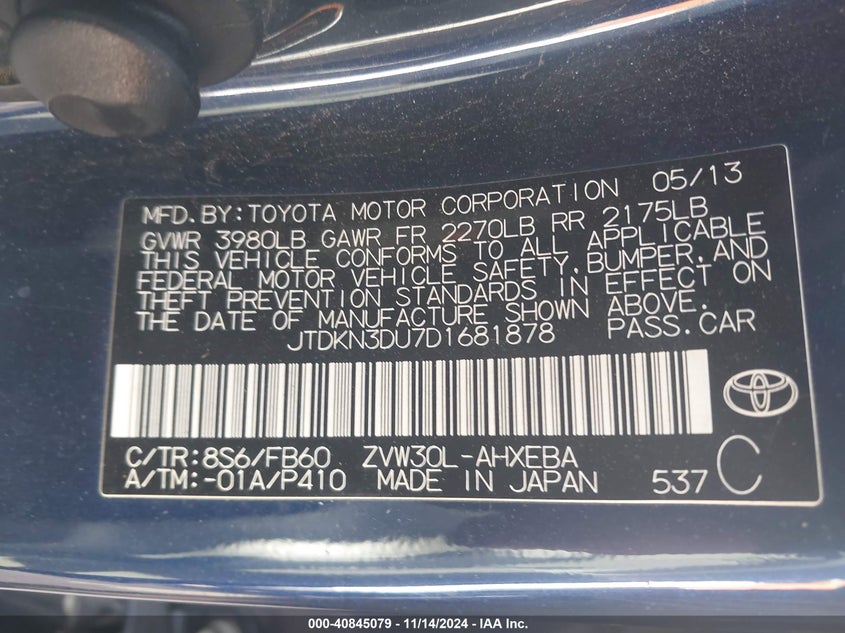 MFD. BY: TOYOTA MOTOR CORPORATION 05/13
GVWR 3980LB GAWR FR 2270LB RR 2175LB
THIS VEHICLE CONFORMS TO ALL APPLICABLE
FEDERAL MOTOR VEHICLE SAFETY, BUMPER, AND
THEFT PREVENTION STANDARDS IN EFFECT ON
THE DATE OF MANUFACTURE SHOWN ABOVE.
JTDKN3DU7D1681878 PASS. CAR
C/TR: 8S6/FB60 ZVW30L-AHXEBA
A/TM: -01A/P410 MADE IN JAPAN 537 C
000-40845079 - 11/14/2024 - IAA Inc.